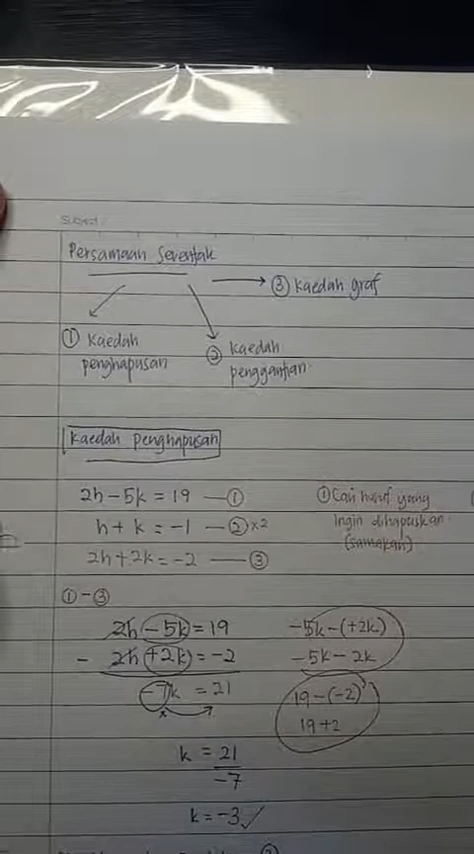 Subject :
Persamaan Serentak
③ Kaedah graf
① Kaedah
penghapusan
② Kaedah
penggantian.
Kaedah Penghapusan
2h - 5k = 19 — ①
h + k = -1 — ② ×2
2h + 2k = -2 — ③
① Cari huruf yang
ingin dihapuskan
(samakan)
① - ③
2h - 5k = 19
- 2h + 2k = -2
-7k = 21
-5k - (+2k)
-5k - 2k
19 - (-2)
19 + 2
k = 21
-7
k = -3 ✓